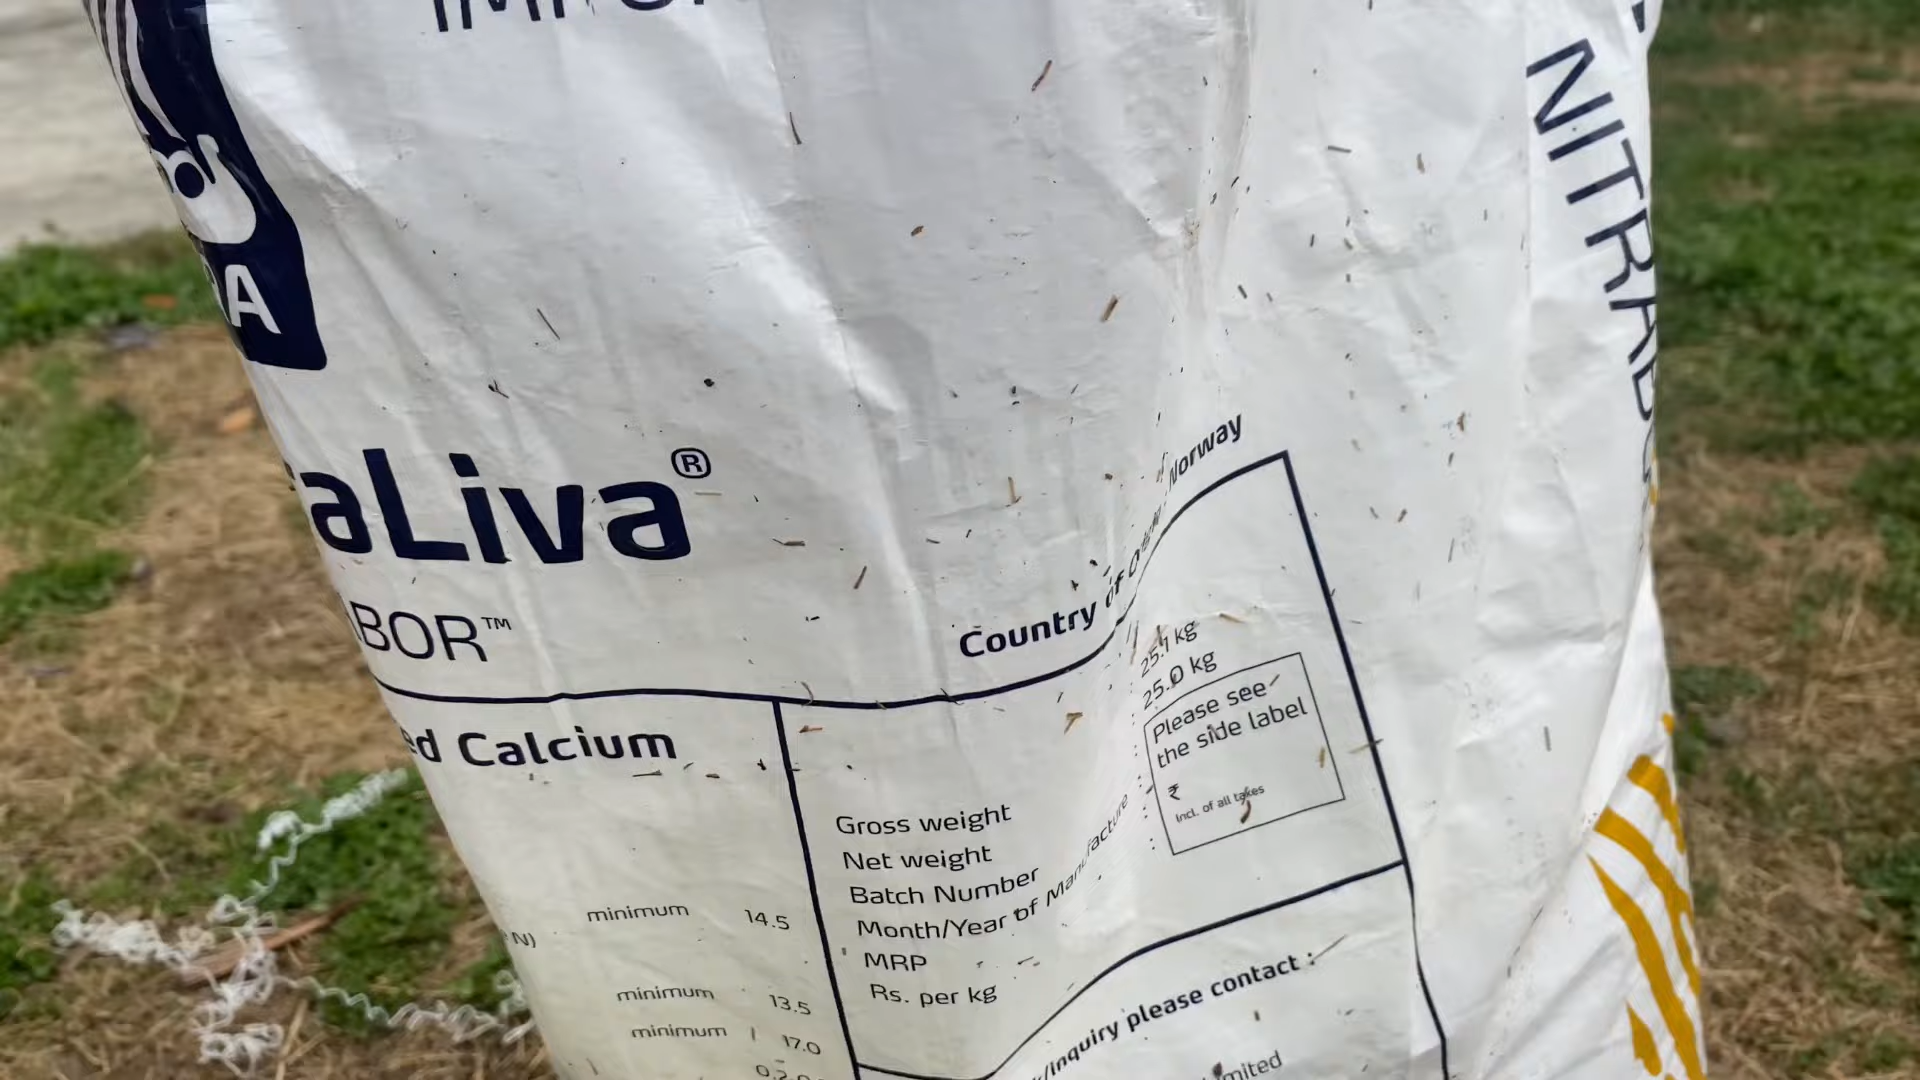 aLiva®
BOR™
Country of Origin: Norway
ed Calcium
Gross weight : 25.1 kg
Net weight : 25.0 kg
Batch Number :
Month/Year of Manufacture :
MRP :
Rs. per kg :
Please see
the side label
₹
Incl. of all taxes
minimum 14.5
N)
minimum 13.5
minimum 17.0
/Inquiry please contact :
mited
NITRAB